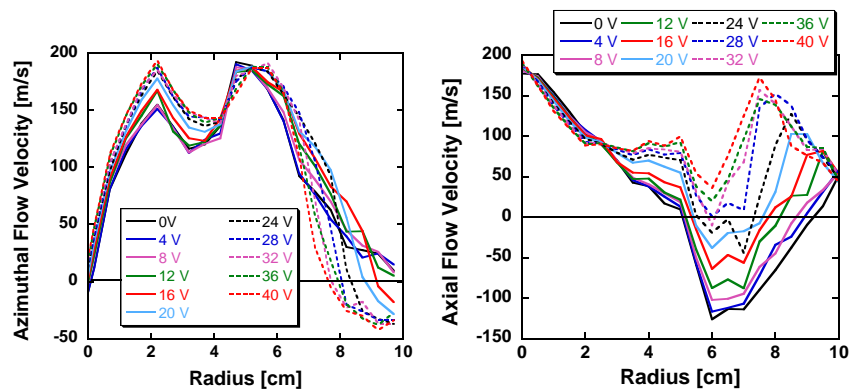 0 V 12 V 24 V 36 V
4 V 16 V 28 V 40 V
8 V 20 V 32 V
Azimuthal Flow Velocity [m/s]
200
150
100
50
0
-50
0V 24 V
4 V 28 V
8 V 32 V
12 V 36 V
16 V 40 V
20 V
0 2 4 6 8 10
Radius [cm]
Axial Flow Velocity [m/s]
200
150
100
50
0
-50
-100
-150
0 2 4 6 8 10
Radius [cm]